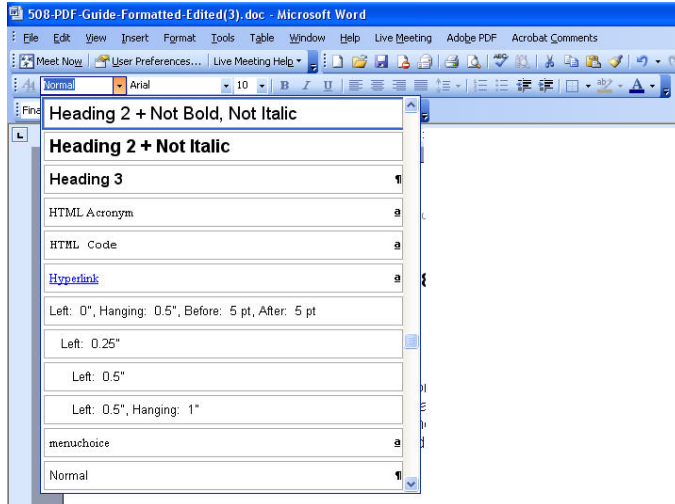 508-PDF-Guide-Formatted-Edited(3).doc - Microsoft Word
File Edit View Insert Format Tools Table Window Help Live Meeting Adobe PDF Acrobat Comments
Meet Now User Preferences... Live Meeting Help
Normal Arial 10 B I U A
Fina
L
Heading 2 + Not Bold, Not Italic
Heading 2 + Not Italic
Heading 3 ¶
HTML Acronym a
HTML Code a
Hyperlink a
Left: 0", Hanging: 0.5", Before: 5 pt, After: 5 pt
Left: 0.25"
Left: 0.5"
Left: 0.5", Hanging: 1"
menuchoice a
Normal ¶